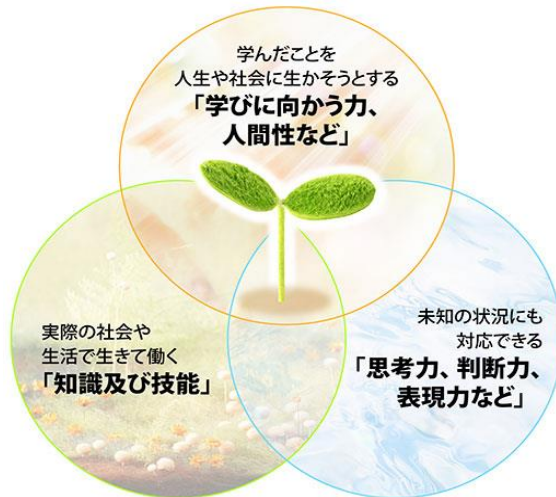 学んだことを
人生や社会に生かそうとする
「学びに向かう力、
人間性など」
実際の社会や
生活で生きて働く
「知識及び技能」
未知の状況にも
対応できる
「思考力、判断力、
表現力など」